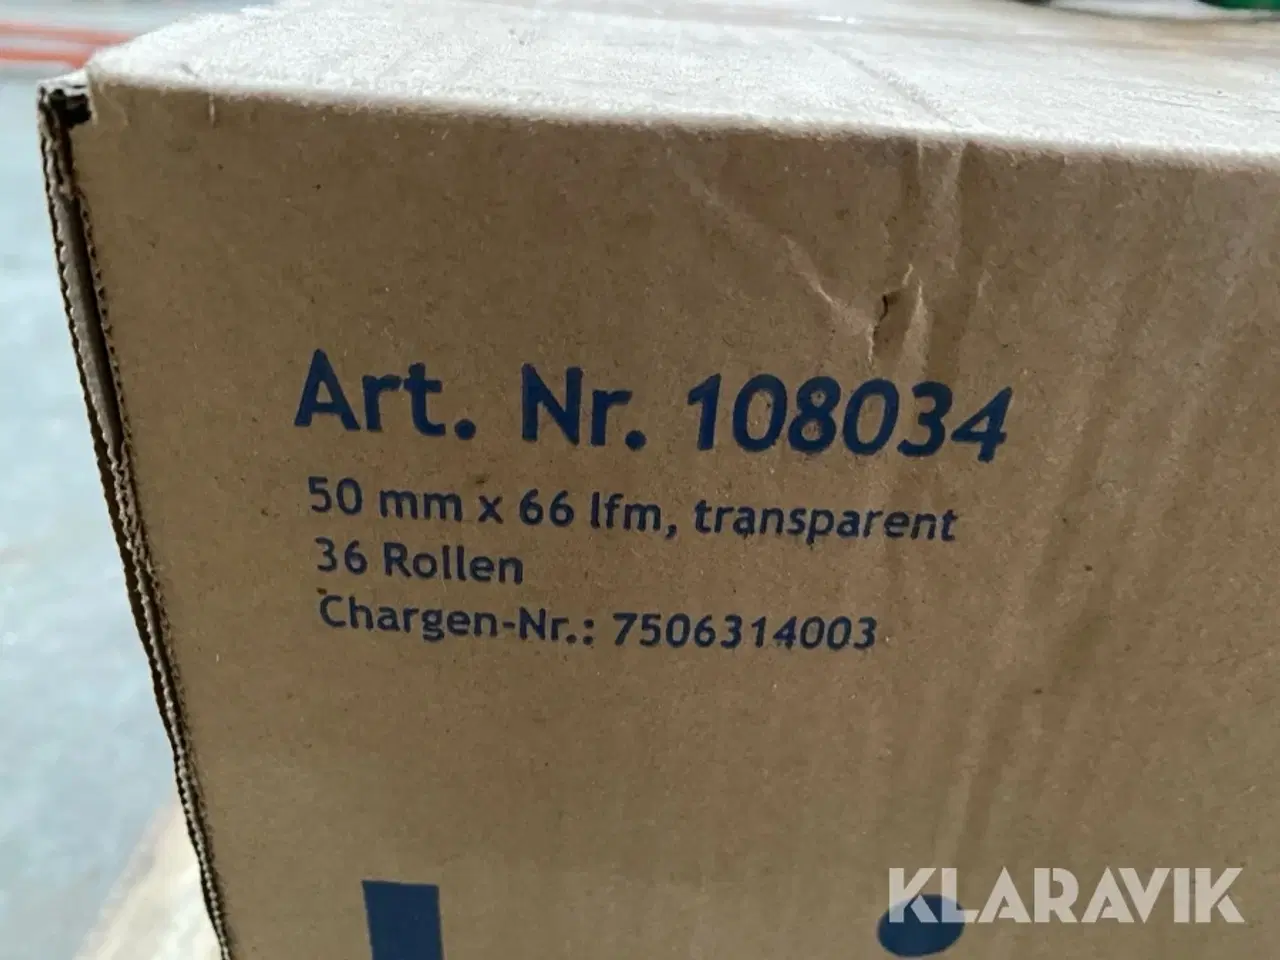 Art. Nr. 108034
50 mm x 66 lfm, transparent
36 Rollen
Chargen-Nr.: 7506314003
KLARAVIK